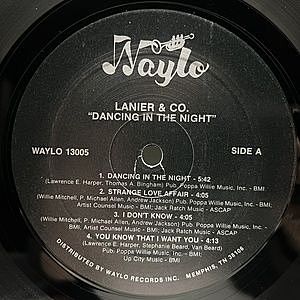 Waylo
LANIER & CO.
"DANCING IN THE NIGHT"
WAYLO 13005
SIDE A
1. DANCING IN THE NIGHT - 5:42
(Lawrence E. Harper, Thomas A. Bingham) Pub. Poppa Willie Music, Inc. - BMI
2. STRANGE LOVE AFFAIR - 4:05
(Willie Mitchell, P. Michael Allen, Andrew Jackson) Pub. Poppa Willie Music, Inc. - BMI;
Artist Counsel Music - BMI; Jack Ratch Music - ASCAP
3. I DON'T KNOW - 4:05
(Willie Mitchell, P. Michael Allen, Andrew Jackson) Pub. Poppa Willie Music, Inc. - BMI;
Artist Counsel Music - BMI; Jack Ratch Music - ASCAP
4. YOU KNOW THAT I WANT YOU - 4:13
(Lawrence E. Harper, Stephanie Beard, Van Beard)
Pub. Poppa Willie Music, Inc. - BMI;
Up City Music - BMI
DISTRIBUTED BY WAYLO RECORDS INC. MEMPHIS, TN 38106